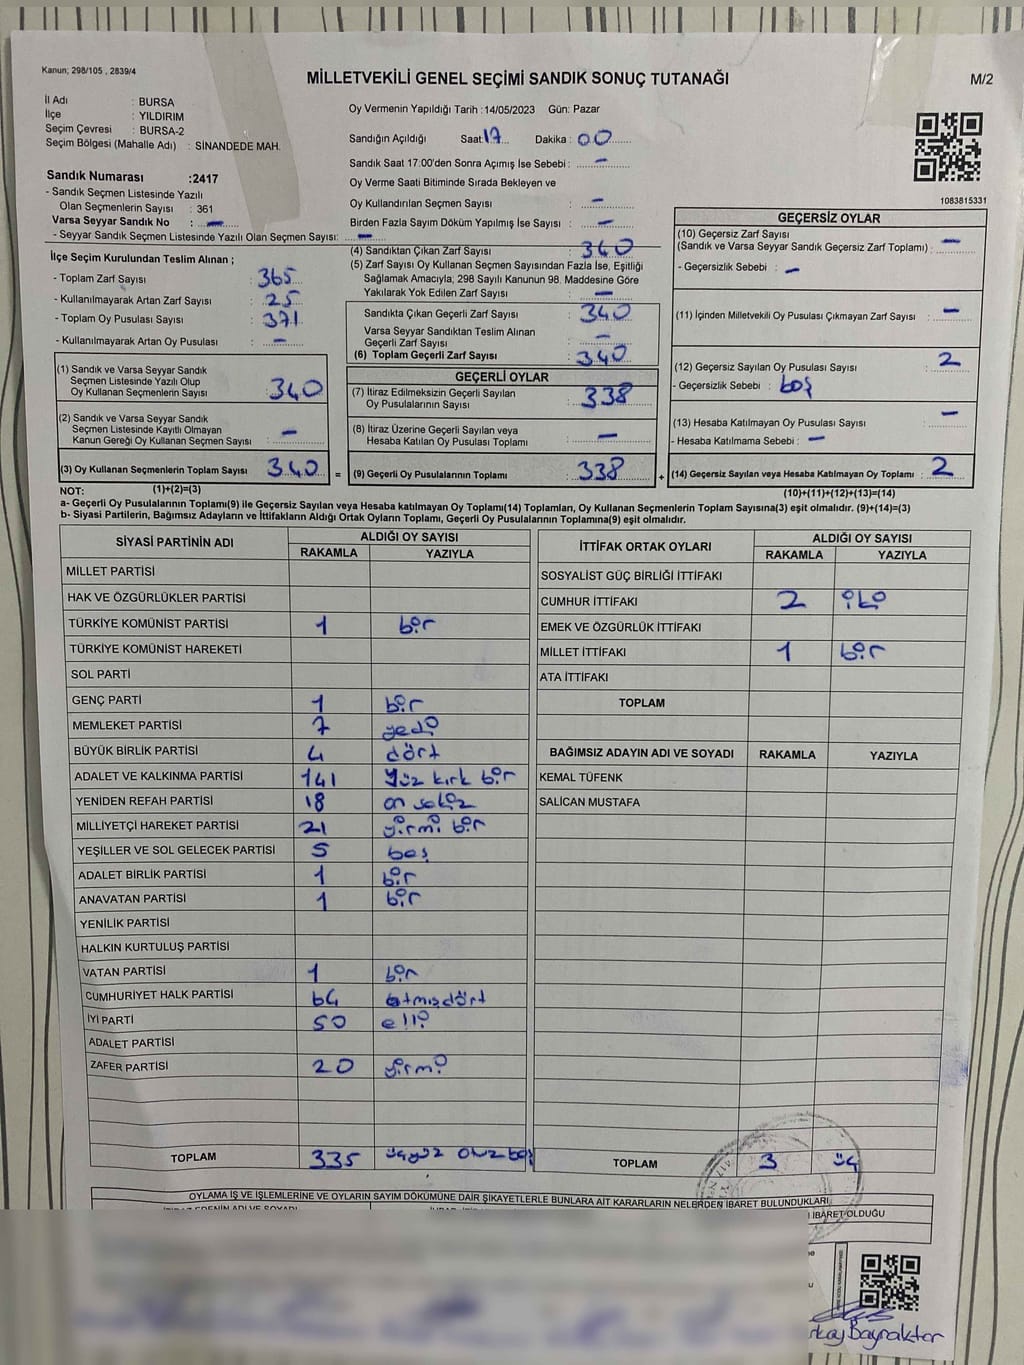 Kanun; 298/105 , 2839/4
MİLLETVEKİLİ GENEL SEÇİMİ SANDIK SONUÇ TUTANAĞI
M/2
İl Adı : BURSA
İlçe : YILDIRIM
Seçim Çevresi : BURSA-2
Seçim Bölgesi (Mahalle Adı) : SİNANDEDE MAH.
Sandık Numarası :2417
- Sandık Seçmen Listesinde Yazılı
Olan Seçmenlerin Sayısı : 361
Varsa Seyyar Sandık No : -
- Seyyar Sandık Seçmen Listesinde Yazılı Olan Seçmen Sayısı: -
İlçe Seçim Kurulundan Teslim Alınan ;
- Toplam Zarf Sayısı : 365
- Kullanılmayarak Artan Zarf Sayısı : 25
- Toplam Oy Pusulası Sayısı : 371
- Kullanılmayarak Artan Oy Pusulası : -
(1) Sandık ve Varsa Seyyar Sandık
Seçmen Listesinde Yazılı Olup
Oy Kullanan Seçmenlerin Sayısı : 340
(2) Sandık ve Varsa Seyyar Sandık
Seçmen Listesinde Kayıtlı Olmayan
Kanun Gereği Oy Kullanan Seçmen Sayısı : -
(3) Oy Kullanan Seçmenlerin Toplam Sayısı 340 =
(1)+(2)=(3)
Oy Vermenin Yapıldığı Tarih : 14/05/2023 Gün: Pazar
Sandığın Açıldığı Saat: 17 Dakika : 00
Sandık Saat 17:00'den Sonra Açımış İse Sebebi : -
Oy Verme Saati Bitiminde Sırada Bekleyen ve
Oy Kullandırılan Seçmen Sayısı : -
Birden Fazla Sayım Döküm Yapılmış İse Sayısı : -
(4) Sandıktan Çıkan Zarf Sayısı : 340
(5) Zarf Sayısı Oy Kullanan Seçmen Sayısından Fazla İse, Eşitliği
Sağlamak Amacıyla, 298 Sayılı Kanunun 98. Maddesine Göre
Yakılarak Yok Edilen Zarf Sayısı : -
Sandıkta Çıkan Geçerli Zarf Sayısı : 340
Varsa Seyyar Sandıktan Teslim Alınan
Geçerli Zarf Sayısı : -
(6) Toplam Geçerli Zarf Sayısı : 340
GEÇERLİ OYLAR
(7) İtiraz Edilmeksizin Geçerli Sayılan
Oy Pusulalarının Sayısı : 338
(8) İtiraz Üzerine Geçerli Sayılan veya
Hesaba Katılan Oy Pusulası Toplamı : -
(9) Geçerli Oy Pusulalarının Toplamı : 338 +
1083815331
GEÇERSİZ OYLAR
(10) Geçersiz Zarf Sayısı
(Sandık ve Varsa Seyyar Sandık Geçersiz Zarf Toplamı) : -
- Geçersizlik Sebebi : -
(11) İçinden Milletvekili Oy Pusulası Çıkmayan Zarf Sayısı : -
(12) Geçersiz Sayılan Oy Pusulası Sayısı : 2
- Geçersizlik Sebebi : boş
(13) Hesaba Katılmayan Oy Pusulası Sayısı : -
- Hesaba Katılmama Sebebi : -
(14) Geçersiz Sayılan veya Hesaba Katılmayan Oy Toplamı : 2
(10)+(11)+(12)+(13)=(14)
NOT:
a- Geçerli Oy Pusulalarının Toplamı(9) ile Geçersiz Sayılan veya Hesaba katılmayan Oy Toplamı(14) Toplamları, Oy Kullanan Seçmenlerin Toplam Sayısına(3) eşit olmalıdır. (9)+(14)=(3)
b- Siyasi Partilerin, Bağımsız Adayların ve İttifakların Aldığı Ortak Oyların Toplamı, Geçerli Oy Pusulalarının Toplamına(9) eşit olmalıdır.
SİYASİ PARTİNİN ADI ALDIĞI OY SAYISI
RAKAMLA YAZIYLA
MİLLET PARTİSİ
HAK VE ÖZGÜRLÜKLER PARTİSİ
TÜRKİYE KOMÜNİST PARTİSİ 1 bir
TÜRKİYE KOMÜNİST HAREKETİ
SOL PARTİ
GENÇ PARTİ 1 bir
MEMLEKET PARTİSİ 7 yedi
BÜYÜK BİRLİK PARTİSİ 4 dört
ADALET VE KALKINMA PARTİSİ 141 yüz kırk bir
YENİDEN REFAH PARTİSİ 18 on sekiz
MİLLİYETÇİ HAREKET PARTİSİ 21 yirmi bir
YEŞİLLER VE SOL GELECEK PARTİSİ 5 beş
ADALET BİRLİK PARTİSİ 1 bir
ANAVATAN PARTİSİ 1 bir
YENİLİK PARTİSİ
HALKIN KURTULUŞ PARTİSİ
VATAN PARTİSİ 1 bir
CUMHURİYET HALK PARTİSİ 64 atmışdört
İYİ PARTİ 50 elli
ADALET PARTİSİ
ZAFER PARTİSİ 20 yirmi
TOPLAM 335 üçyüz otuz beş
İTTİFAK ORTAK OYLARI ALDIĞI OY SAYISI
RAKAMLA YAZIYLA
SOSYALİST GÜÇ BİRLİĞİ İTTİFAKI
CUMHUR İTTİFAKI 2 iki
EMEK VE ÖZGÜRLÜK İTTİFAKI
MİLLET İTTİFAKI 1 bir
ATA İTTİFAKI
TOPLAM
BAĞIMSIZ ADAYIN ADI VE SOYADI RAKAMLA YAZIYLA
KEMAL TÜFENK
SALİCAN MUSTAFA
TOPLAM 3 üç
OYLAMA İŞ VE İŞLEMLERİNE VE OYLARIN SAYIM DÖKÜMÜNE DAİR ŞİKAYETLERLE BUNLARA AİT KARARLARIN NELERDEN İBARET BULUNDUKLARI
İBARET OLDUĞU
Bayraktar